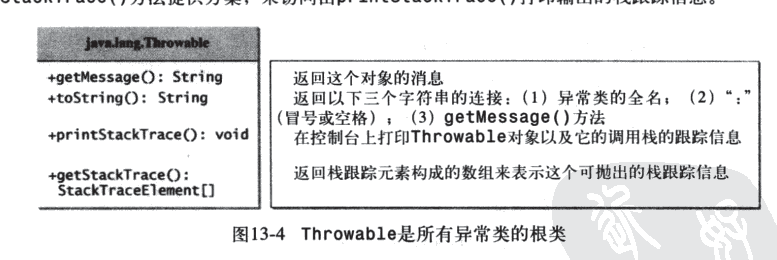 StackTrace()方法提供方案，来访问由printStackTrace()打印输出的栈跟踪信息。
java.lang.Throwable
+getMessage(): String
+toString(): String
+printStackTrace(): void
+getStackTrace():
StackTraceElement[]
返回这个对象的消息
返回以下三个字符串的连接：(1) 异常类的全名；(2) “:”
(冒号或空格)；(3) getMessage()方法
在控制台上打印Throwable对象以及它的调用栈的跟踪信息
返回栈跟踪元素构成的数组来表示这个可抛出的栈跟踪信息
图13-4 Throwable是所有异常类的根类